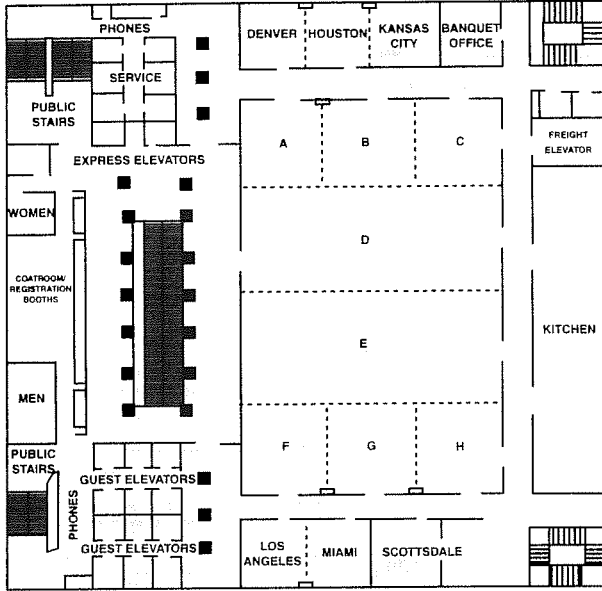 PHONES
DENVER
HOUSTON
KANSAS
CITY
BANQUET
OFFICE
SERVICE
PUBLIC
STAIRS
A
B
C
FREIGHT
ELEVATOR
EXPRESS ELEVATORS
WOMEN
D
COATROOM/
REGISTRATION
BOOTHS
E
KITCHEN
MEN
F
G
H
PUBLIC
STAIRS
GUEST ELEVATORS
PHONES
GUEST ELEVATORS
LOS
ANGELES
MIAMI
SCOTTSDALE